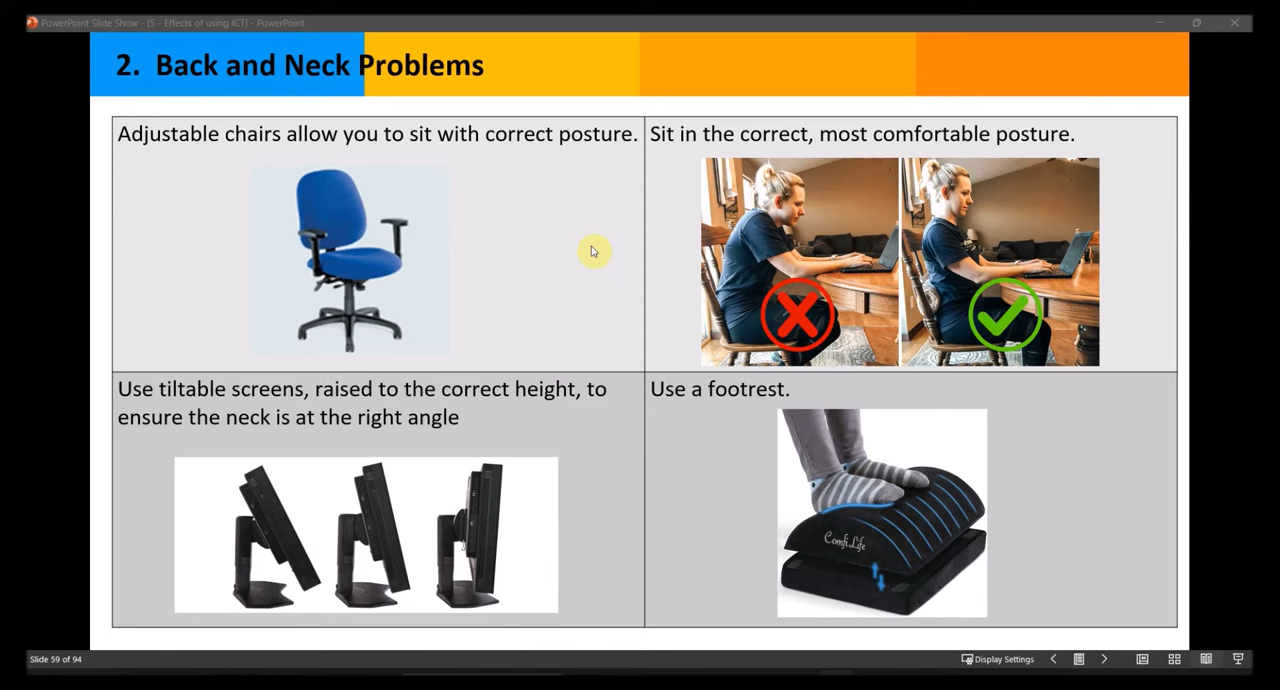 PowerPoint Slide Show - [5 - Effects of using ICT] - PowerPoint
2. Back and Neck Problems
Adjustable chairs allow you to sit with correct posture.
Sit in the correct, most comfortable posture.
Use tiltable screens, raised to the correct height, to
ensure the neck is at the right angle
Use a footrest.
ComfiLife
Slide 59 of 94
Display Settings